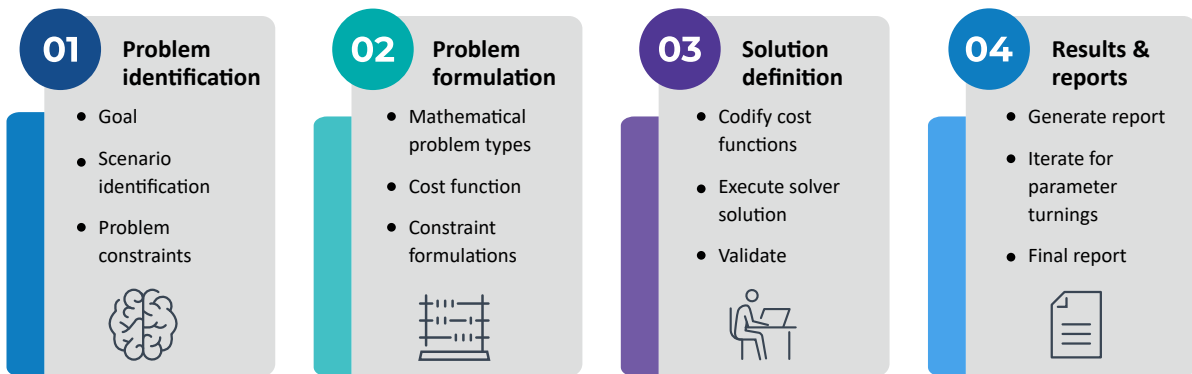 01
Problem
identification
• Goal
• Scenario
identification
• Problem
constraints
02
Problem
formulation
• Mathematical
problem types
• Cost function
• Constraint
formulations
03
Solution
definition
• Codify cost
functions
• Execute solver
solution
• Validate
04
Results &
reports
• Generate report
• Iterate for
parameter
turnings
• Final report